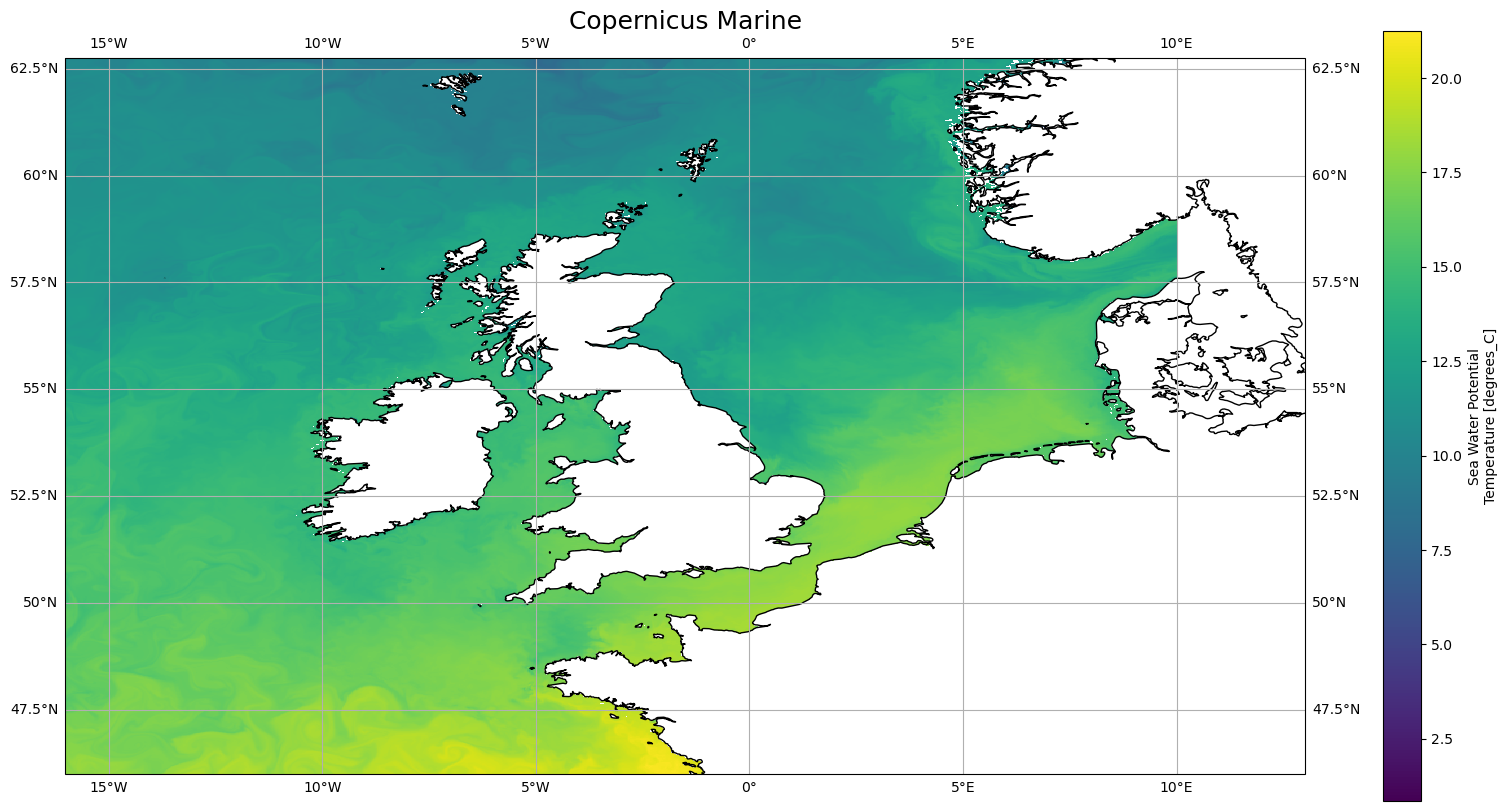 Copernicus Marine
15°W 10°W 5°W 0° 5°E 10°E
62.5°N 62.5°N
60°N 60°N
57.5°N 57.5°N
55°N 55°N
52.5°N 52.5°N
50°N 50°N
47.5°N 47.5°N
15°W 10°W 5°W 0° 5°E 10°E
20.0
17.5
15.0
12.5
10.0
7.5
5.0
2.5
Sea Water Potential
Temperature [degrees_C]